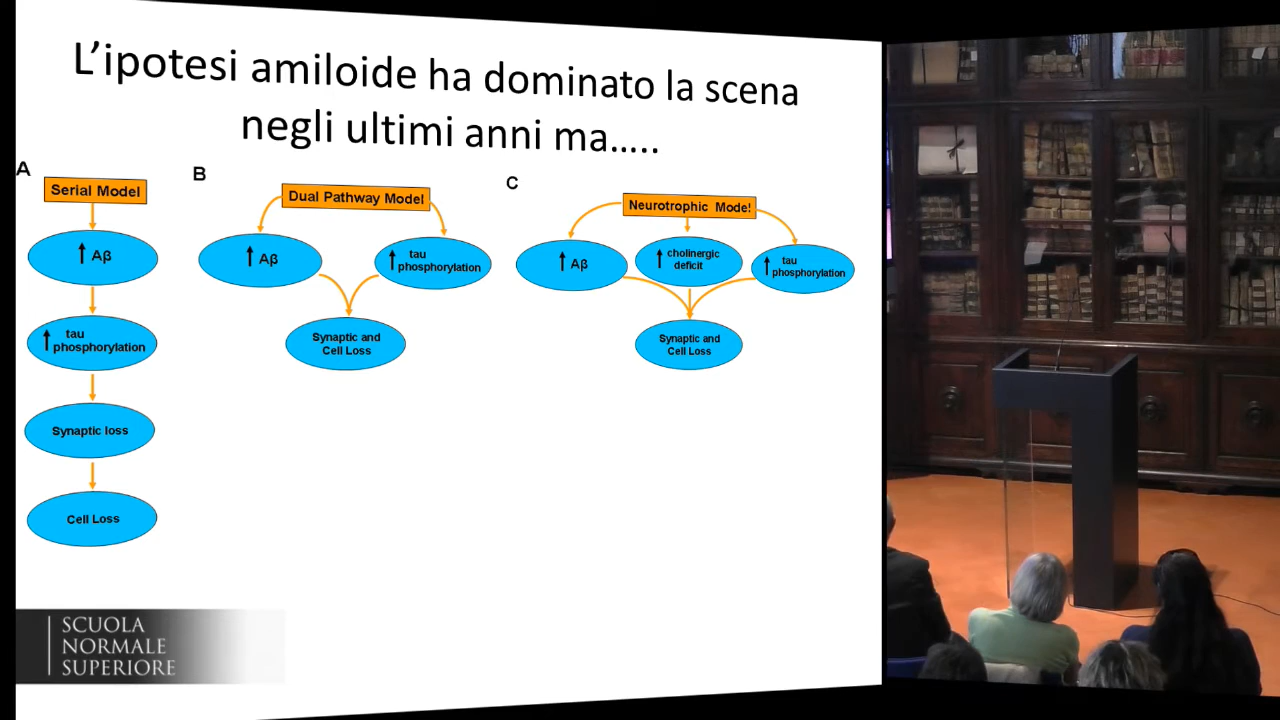 L'ipotesi amiloide ha dominato la scena
negli ultimi anni ma.....
A
Serial Model
↑ Aβ
↑ tau
phosphorylation
Synaptic loss
Cell Loss
B
Dual Pathway Model
↑ Aβ
↑ tau
phosphorylation
Synaptic and
Cell Loss
C
Neurotrophic Model
↑ Aβ
↑ cholinergic
deficit
↑ tau
phosphorylation
Synaptic and
Cell Loss
SCUOLA
NORMALE
SUPERIORE